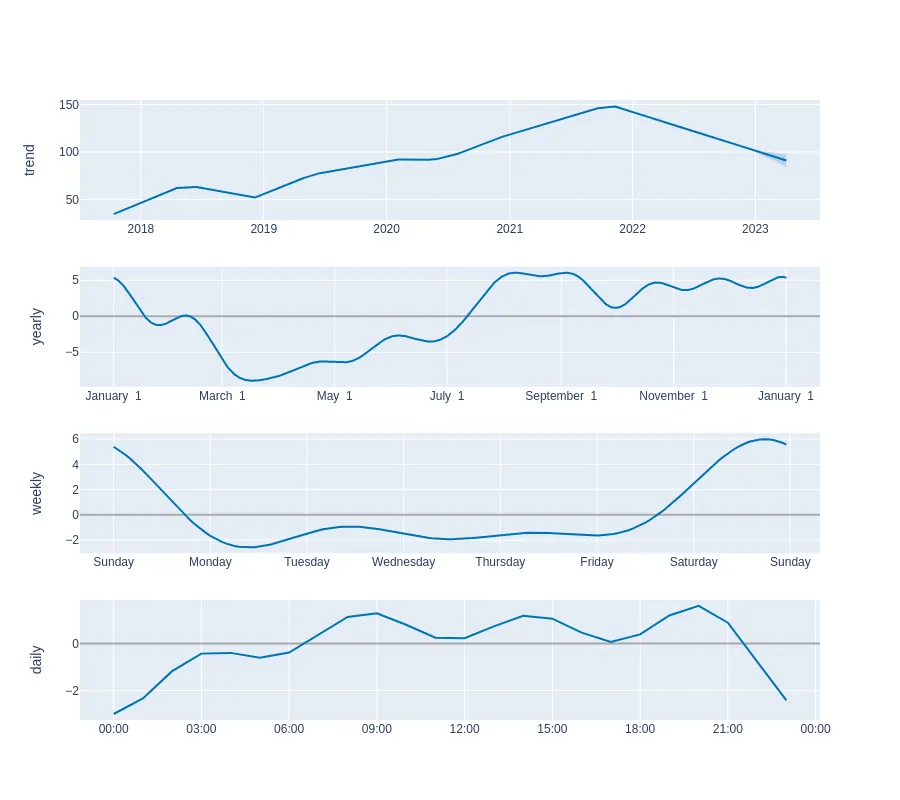 trend
150
100
50
2018 2019 2020 2021 2022 2023
yearly
5
0
−5
January 1 March 1 May 1 July 1 September 1 November 1 January 1
weekly
6
4
2
0
−2
Sunday Monday Tuesday Wednesday Thursday Friday Saturday Sunday
daily
0
−2
00:00 03:00 06:00 09:00 12:00 15:00 18:00 21:00 00:00